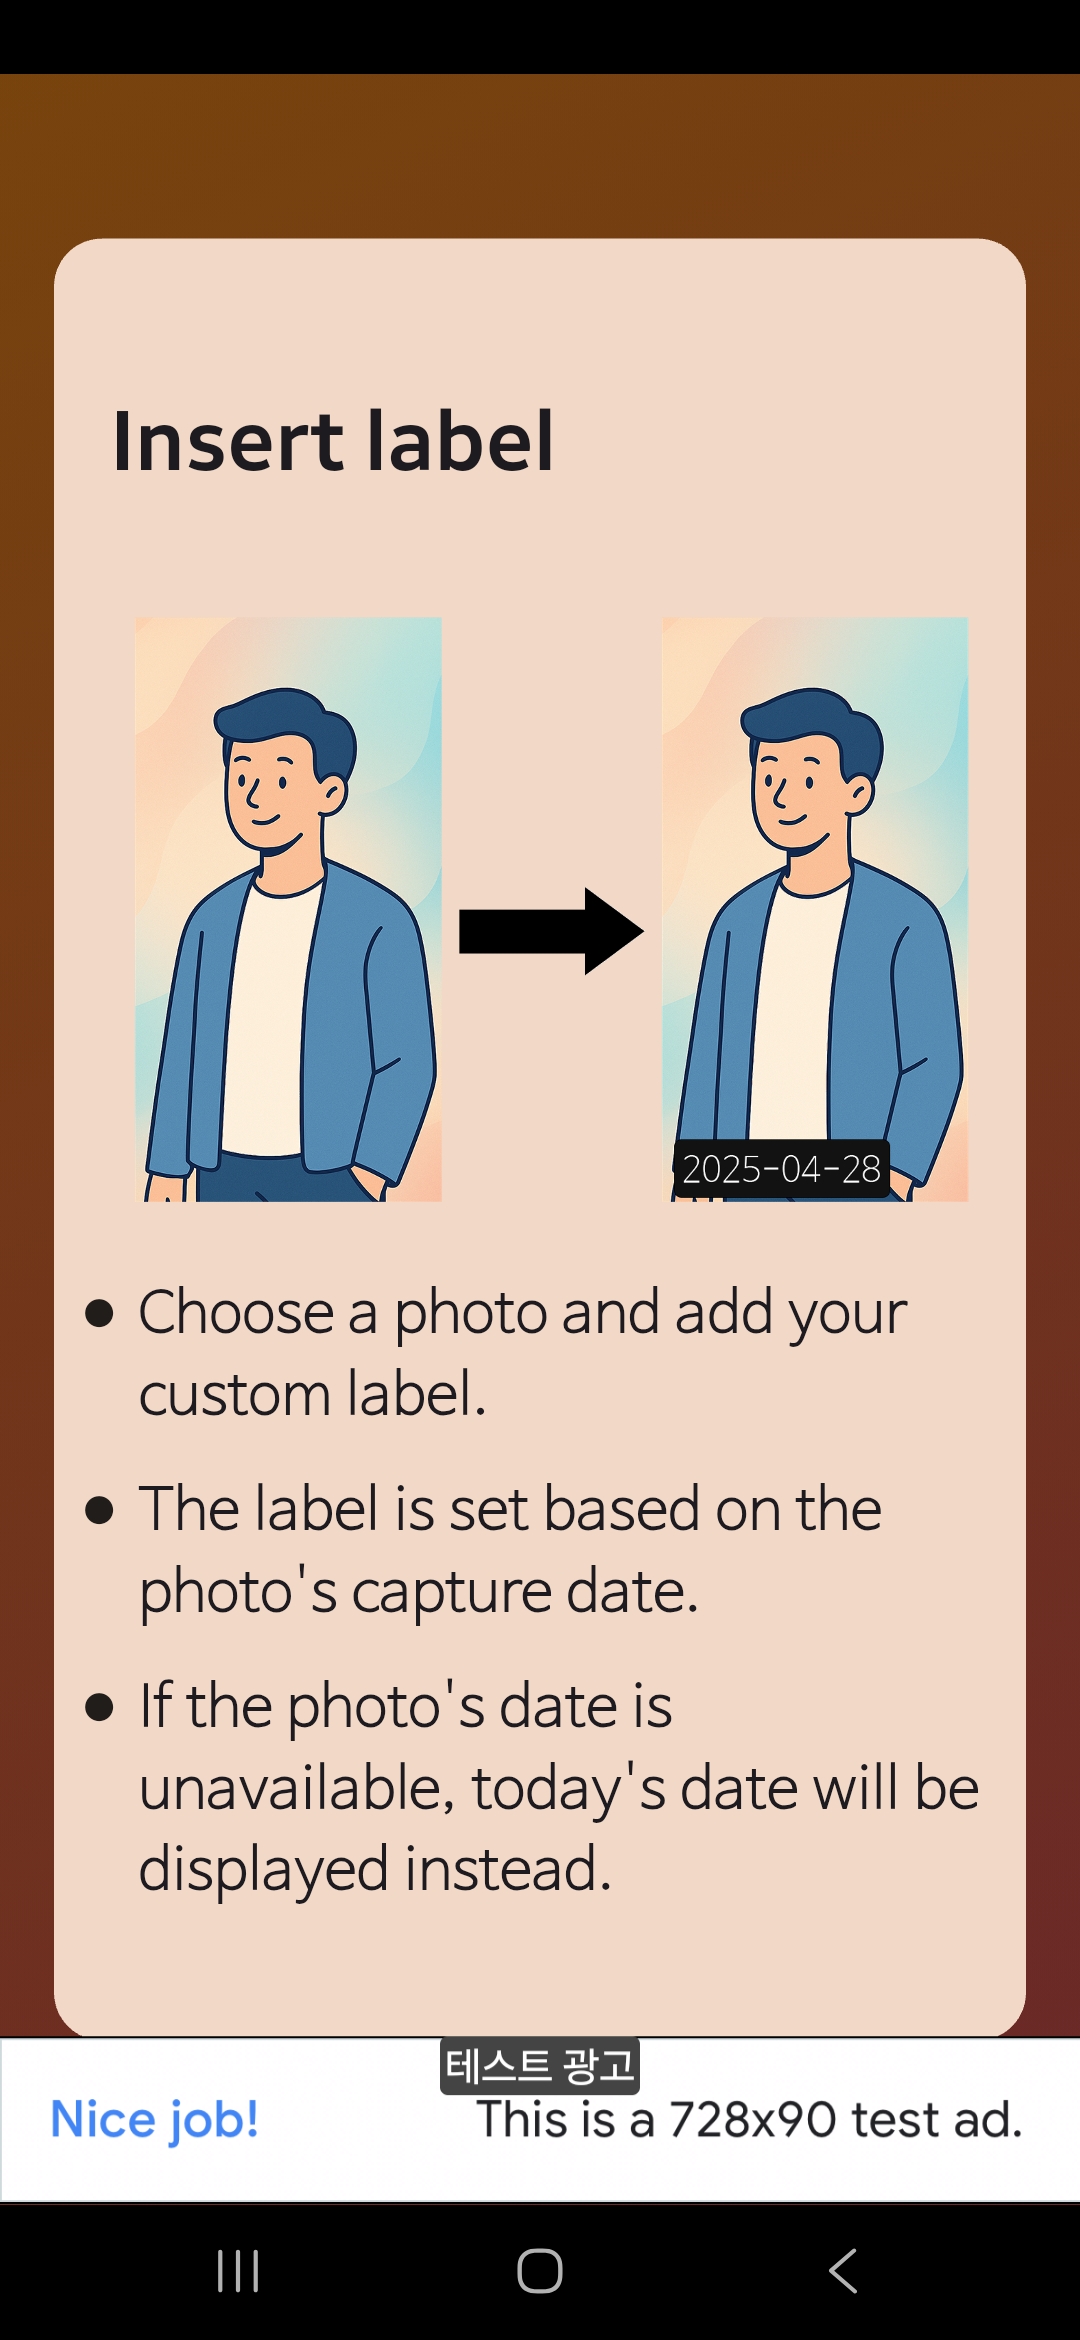 Insert label
2025-04-28
● Choose a photo and add your
custom label.
● The label is set based on the
photo's capture date.
● If the photo's date is
unavailable, today's date will be
displayed instead.
테스트 광고
Nice job!
This is a 728x90 test ad.